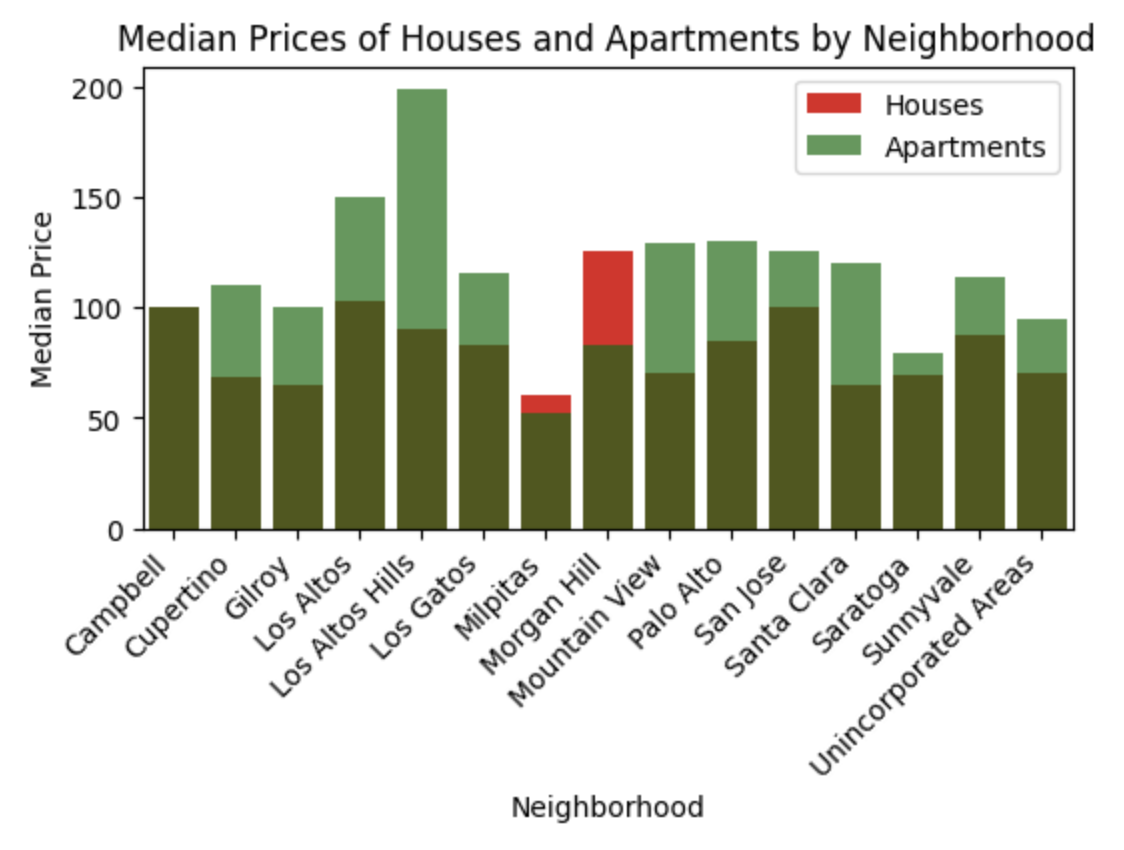 Median Prices of Houses and Apartments by Neighborhood
Houses
Apartments
Median Price
200
150
100
50
0
Campbell
Cupertino
Gilroy
Los Altos
Los Altos Hills
Los Gatos
Milpitas
Morgan Hill
Mountain View
Palo Alto
San Jose
Santa Clara
Saratoga
Sunnyvale
Unincorporated Areas
Neighborhood